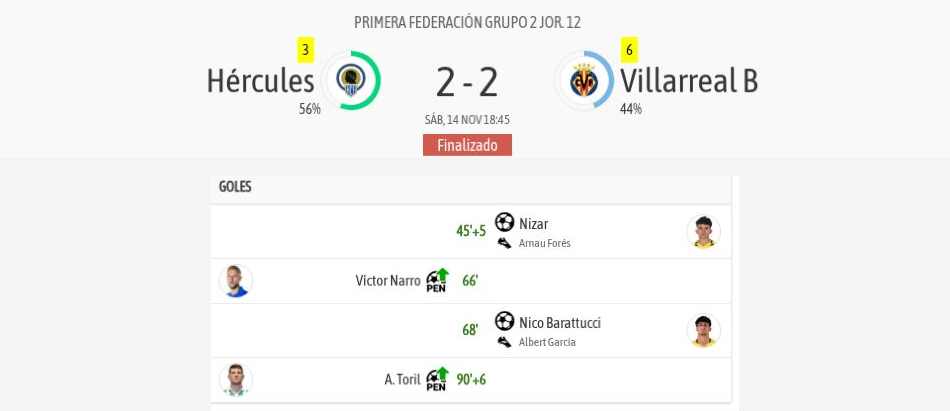 PRIMERA FEDERACIÓN GRUPO 2 JOR. 12
3
6
Hércules
2 - 2
Villarreal B
56%
44%
SÁB, 14 NOV 18:45
Finalizado
GOLES
45'+5 Nizar
Arnau Forés
Víctor Narro PEN 66'
68' Nico Barattucci
Albert García
A. Toril PEN 90'+6